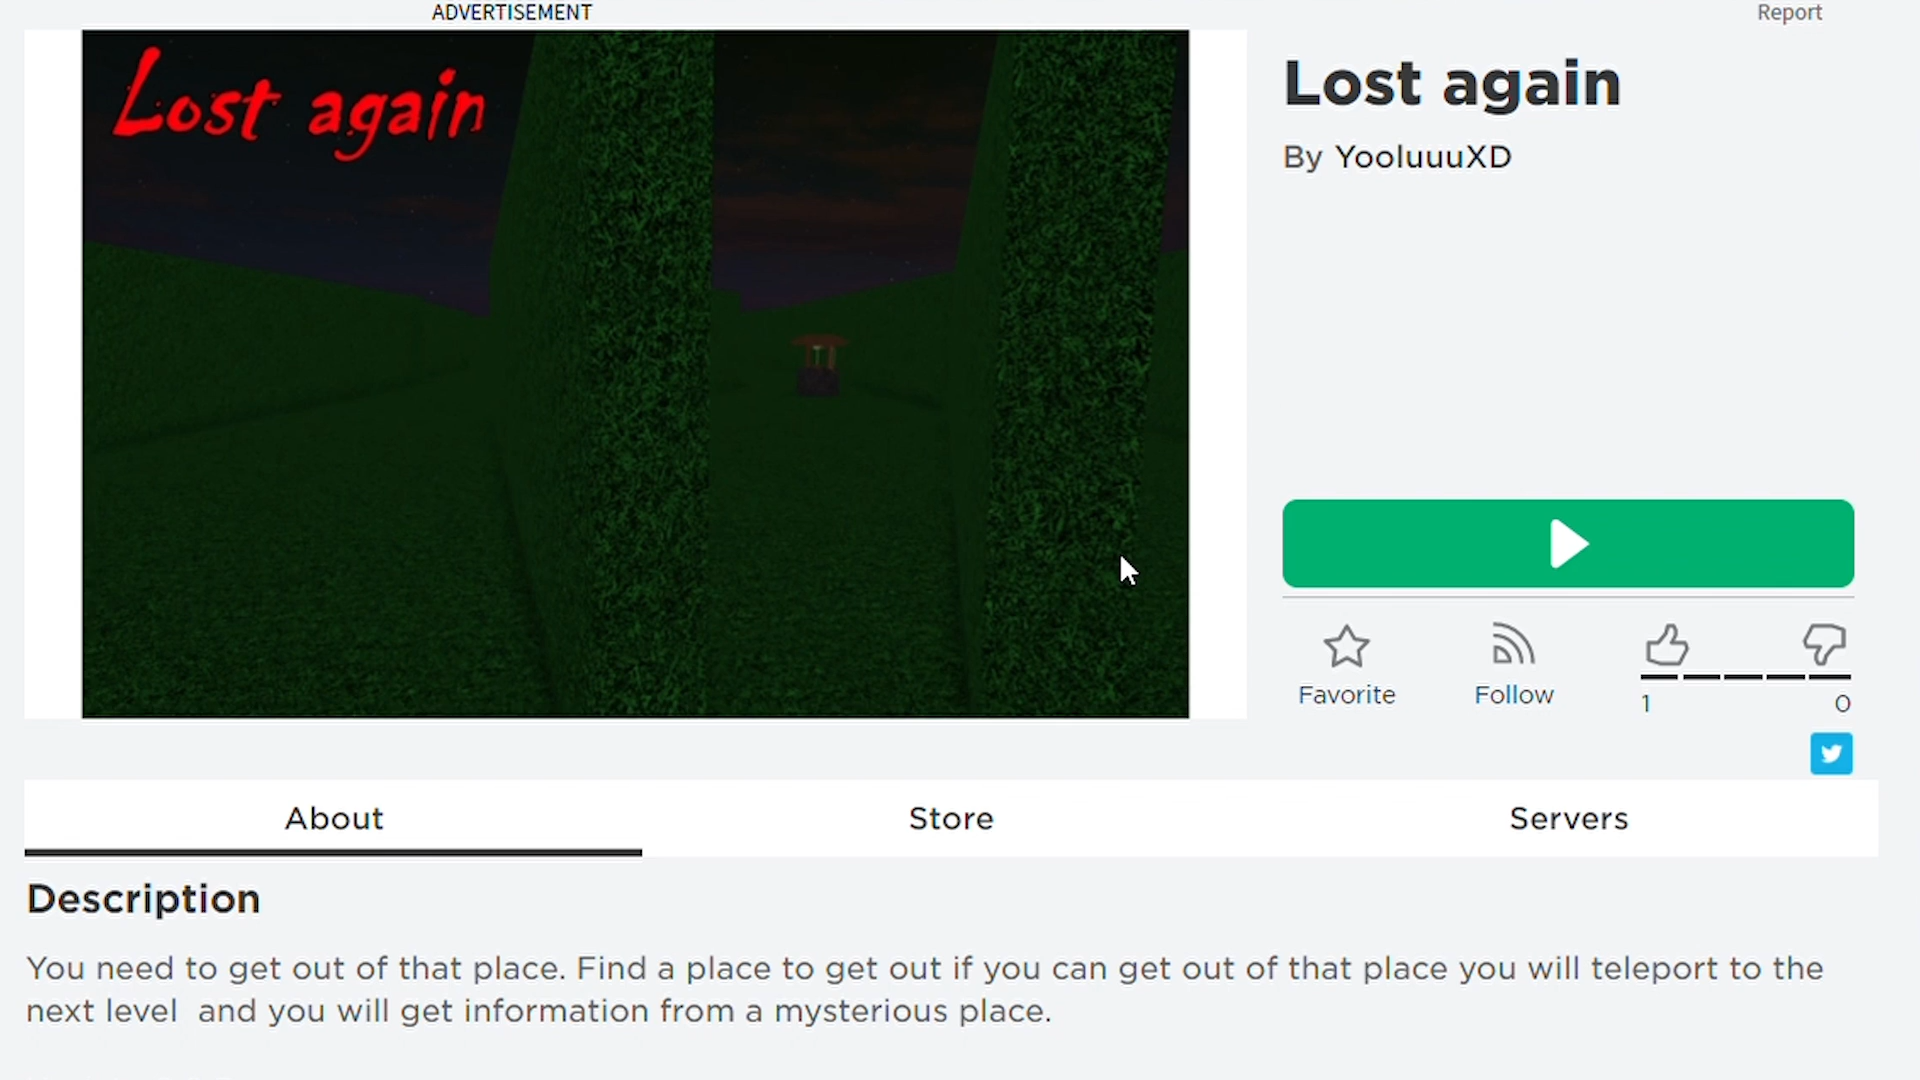 ADVERTISEMENT
Report
Lost again
Lost again
By YooluuuXD
Favorite
Follow
1
0
About
Store
Servers
Description
You need to get out of that place. Find a place to get out if you can get out of that place you will teleport to the
next level  and you will get information from a mysterious place.